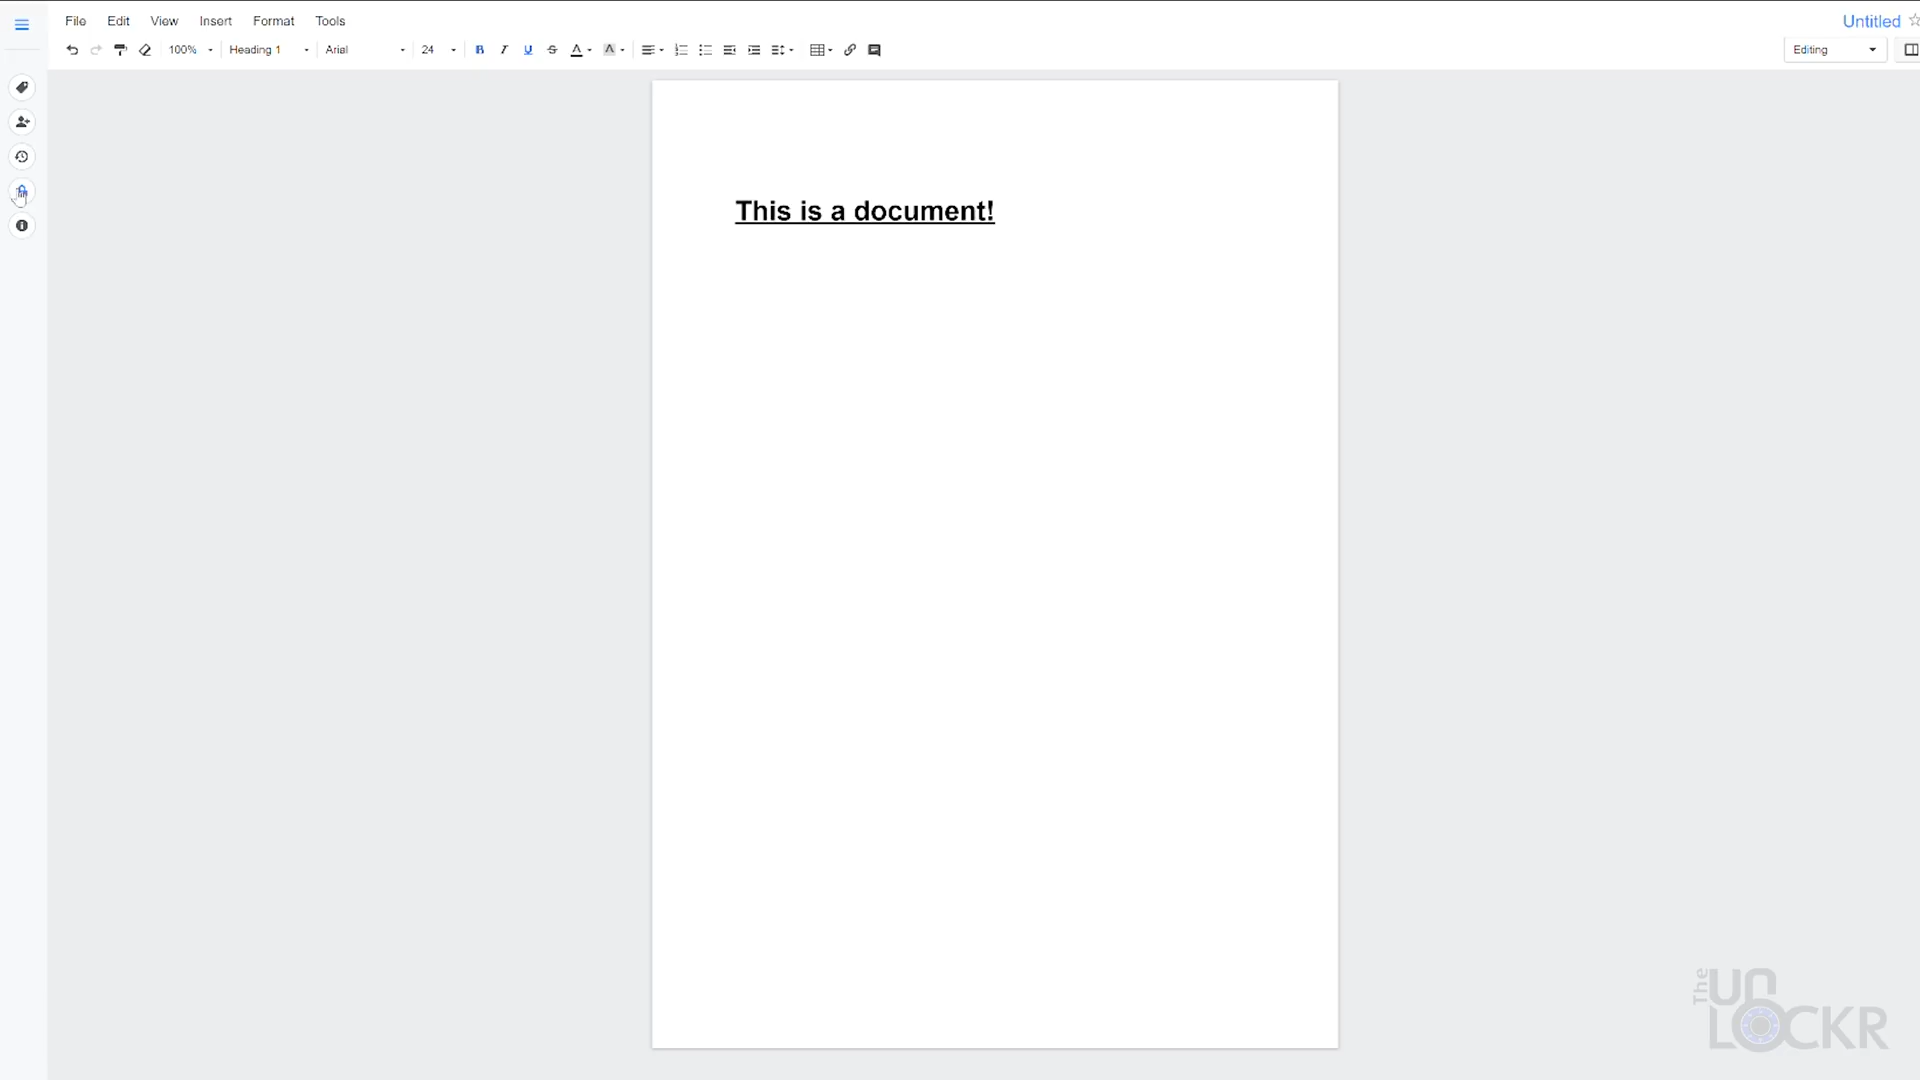 File Edit View Insert Format Tools
Untitled
100% Heading 1 Arial 24 B I U S A A
Editing
This is a document!
The
UnLOCKR